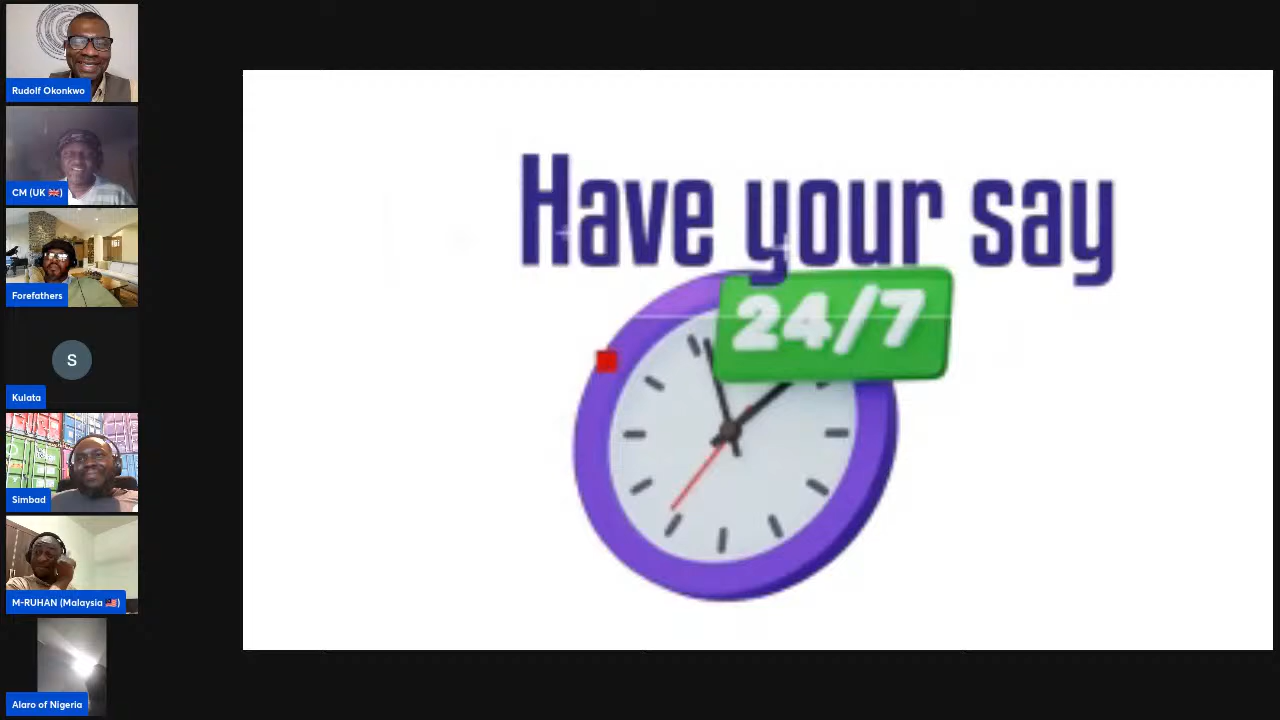 Rudolf Okonkwo
CM (UK 🇬🇧)
Forefathers
S
Kulata
Simbad
M-RUHAN (Malaysia 🇲🇾)
Alaro of Nigeria
Have your say
24/7